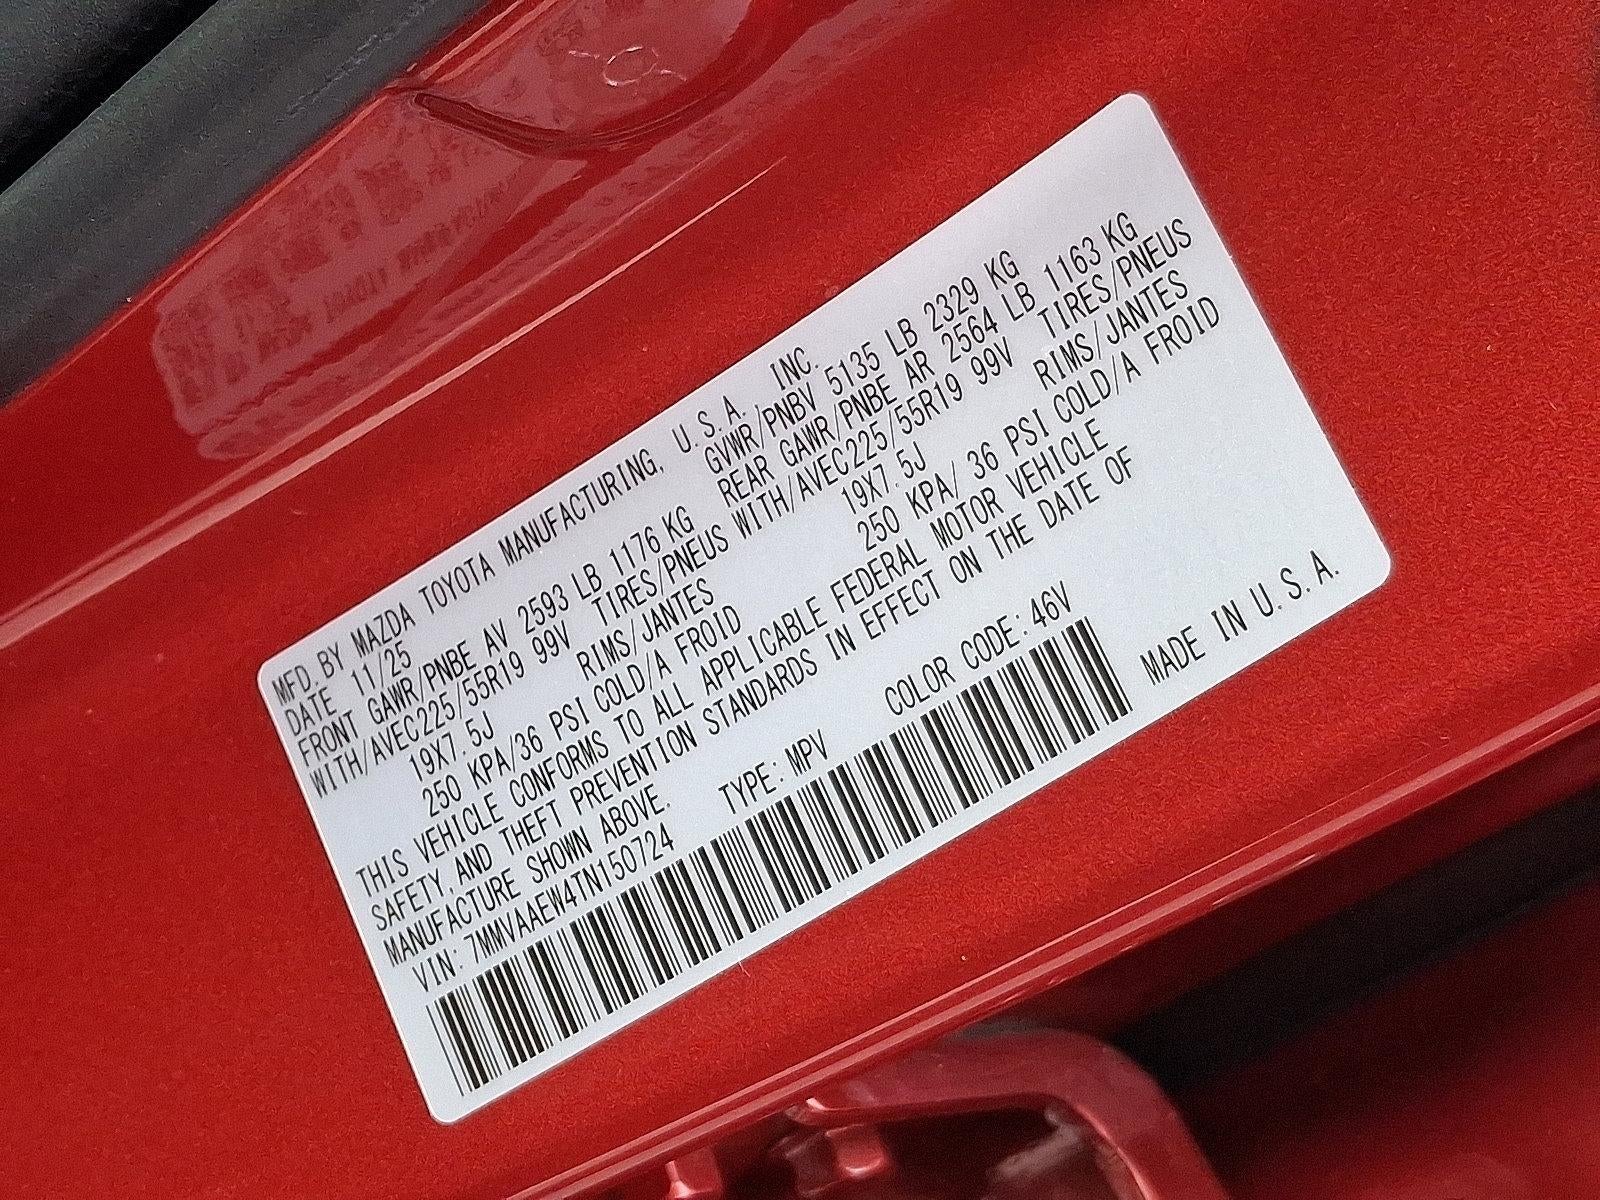 MFD. BY MAZDA TOYOTA MANUFACTURING, U.S.A. INC.
DATE 11/25 GVWR/PNBV 5135 LB 2329 KG
FRONT GAWR/PNBE AV 2593 LB 1176 KG REAR GAWR/PNBE AR 2564 LB 1163 KG
WITH/AVEC225/55R19 99V TIRES/PNEUS WITH/AVEC225/55R19 99V TIRES/PNEUS
19X7.5J RIMS/JANTES 19X7.5J RIMS/JANTES
250 KPA/36 PSI COLD/A FROID 250 KPA/ 36 PSI COLD/A FROID
THIS VEHICLE CONFORMS TO ALL APPLICABLE FEDERAL MOTOR VEHICLE
SAFETY, AND THEFT PREVENTION STANDARDS IN EFFECT ON THE DATE OF
MANUFACTURE SHOWN ABOVE.
VIN: 7MMVAAEW4TN150724 TYPE: MPV COLOR CODE: 46V
MADE IN U.S.A.